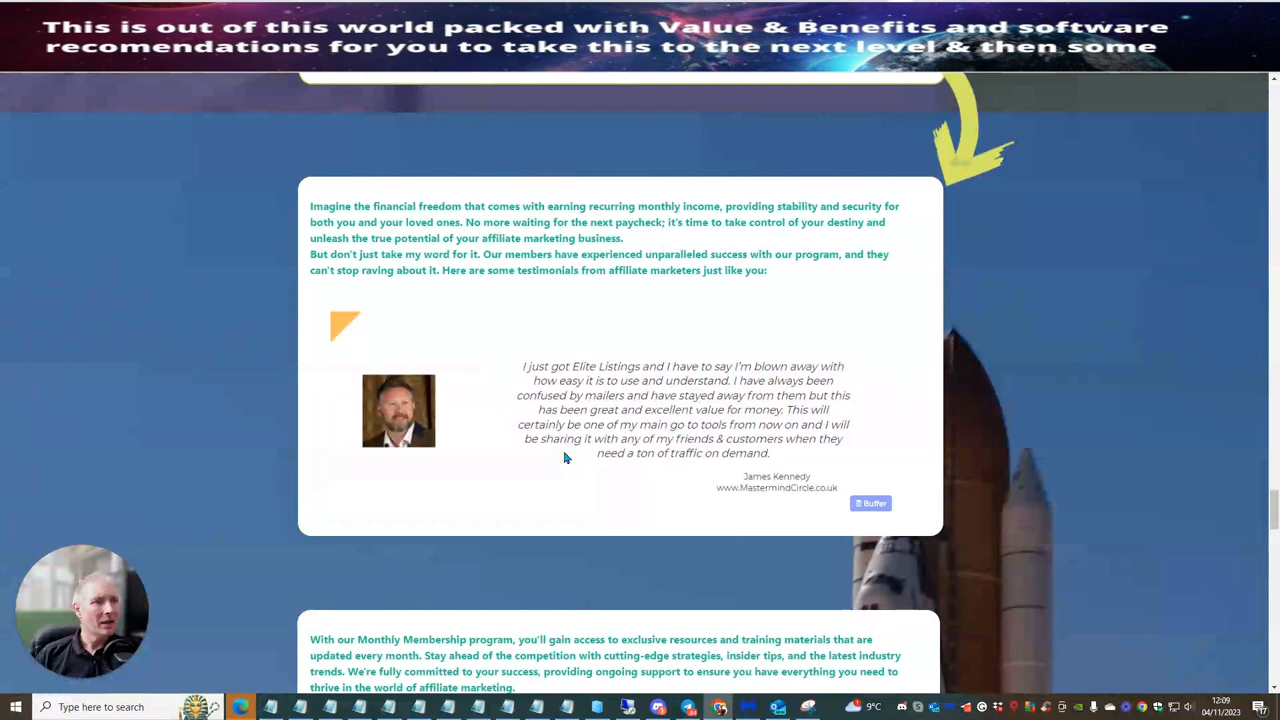 This is out of this world packed with Value & Benefits and software
recomendations for you to take this to the next level & then some
Imagine the financial freedom that comes with earning recurring monthly income, providing stability and security for
both you and your loved ones. No more waiting for the next paycheck; it's time to take control of your destiny and
unleash the true potential of your affiliate marketing business.
But don't just take my word for it. Our members have experienced unparalleled success with our program, and they
can't stop raving about it. Here are some testimonials from affiliate marketers just like you:
I just got Elite Listings and I have to say I'm blown away with
how easy it is to use and understand. I have always been
confused by mailers and have stayed away from them but this
has been great and excellent value for money. This will
certainly be one of my main go to tools from now on and I will
be sharing it with any of my friends & customers when they
need a ton of traffic on demand.
James Kennedy
www.MastermindCircle.co.uk
Buffer
With our Monthly Membership program, you'll gain access to exclusive resources and training materials that are
updated every month. Stay ahead of the competition with cutting-edge strategies, insider tips, and the latest industry
trends. We're fully committed to your success, providing ongoing support to ensure you have everything you need to
thrive in the world of affiliate marketing.
Type here to search
9°C
12:09
04/11/2023